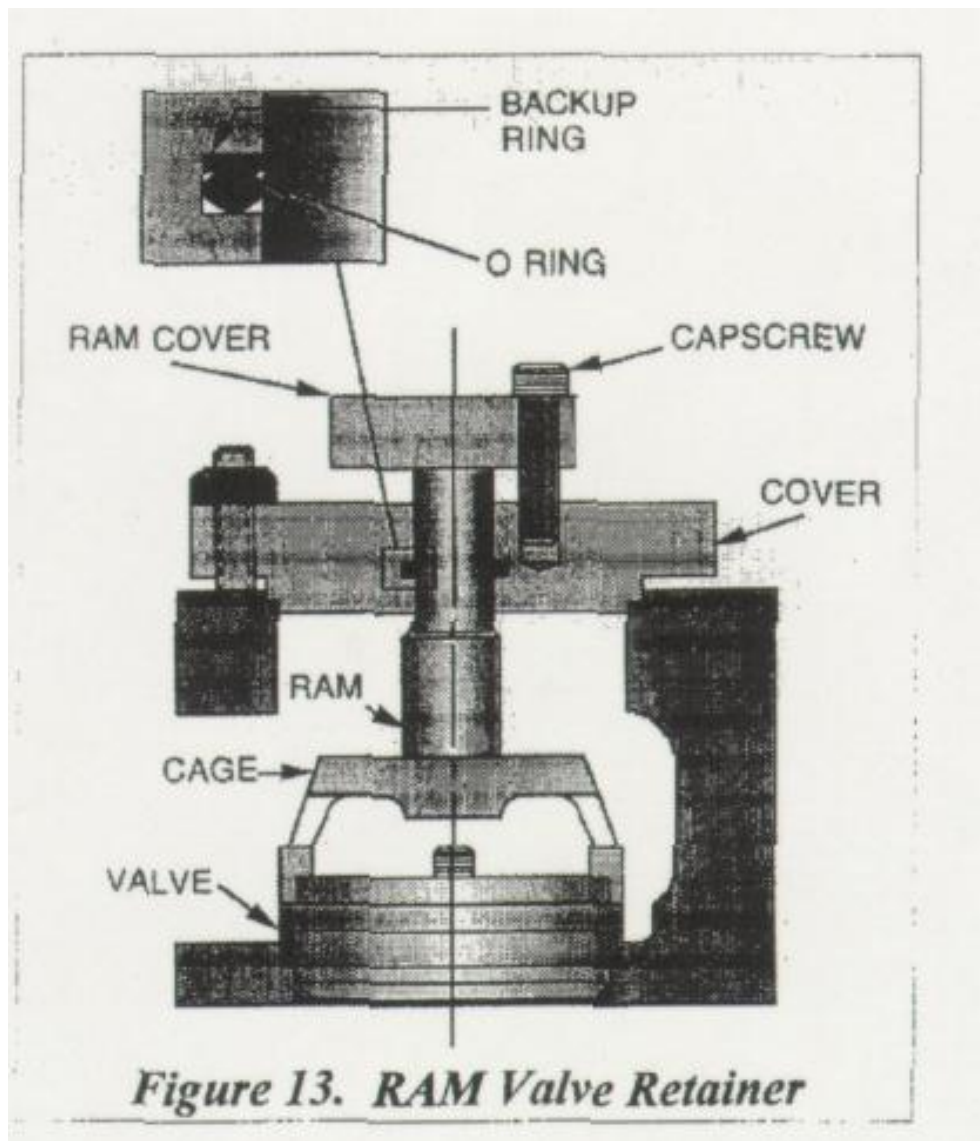 BACKUP
RING
O RING
RAM COVER
CAPSCREW
COVER
RAM
CAGE
VALVE
Figure 13. RAM Valve Retainer